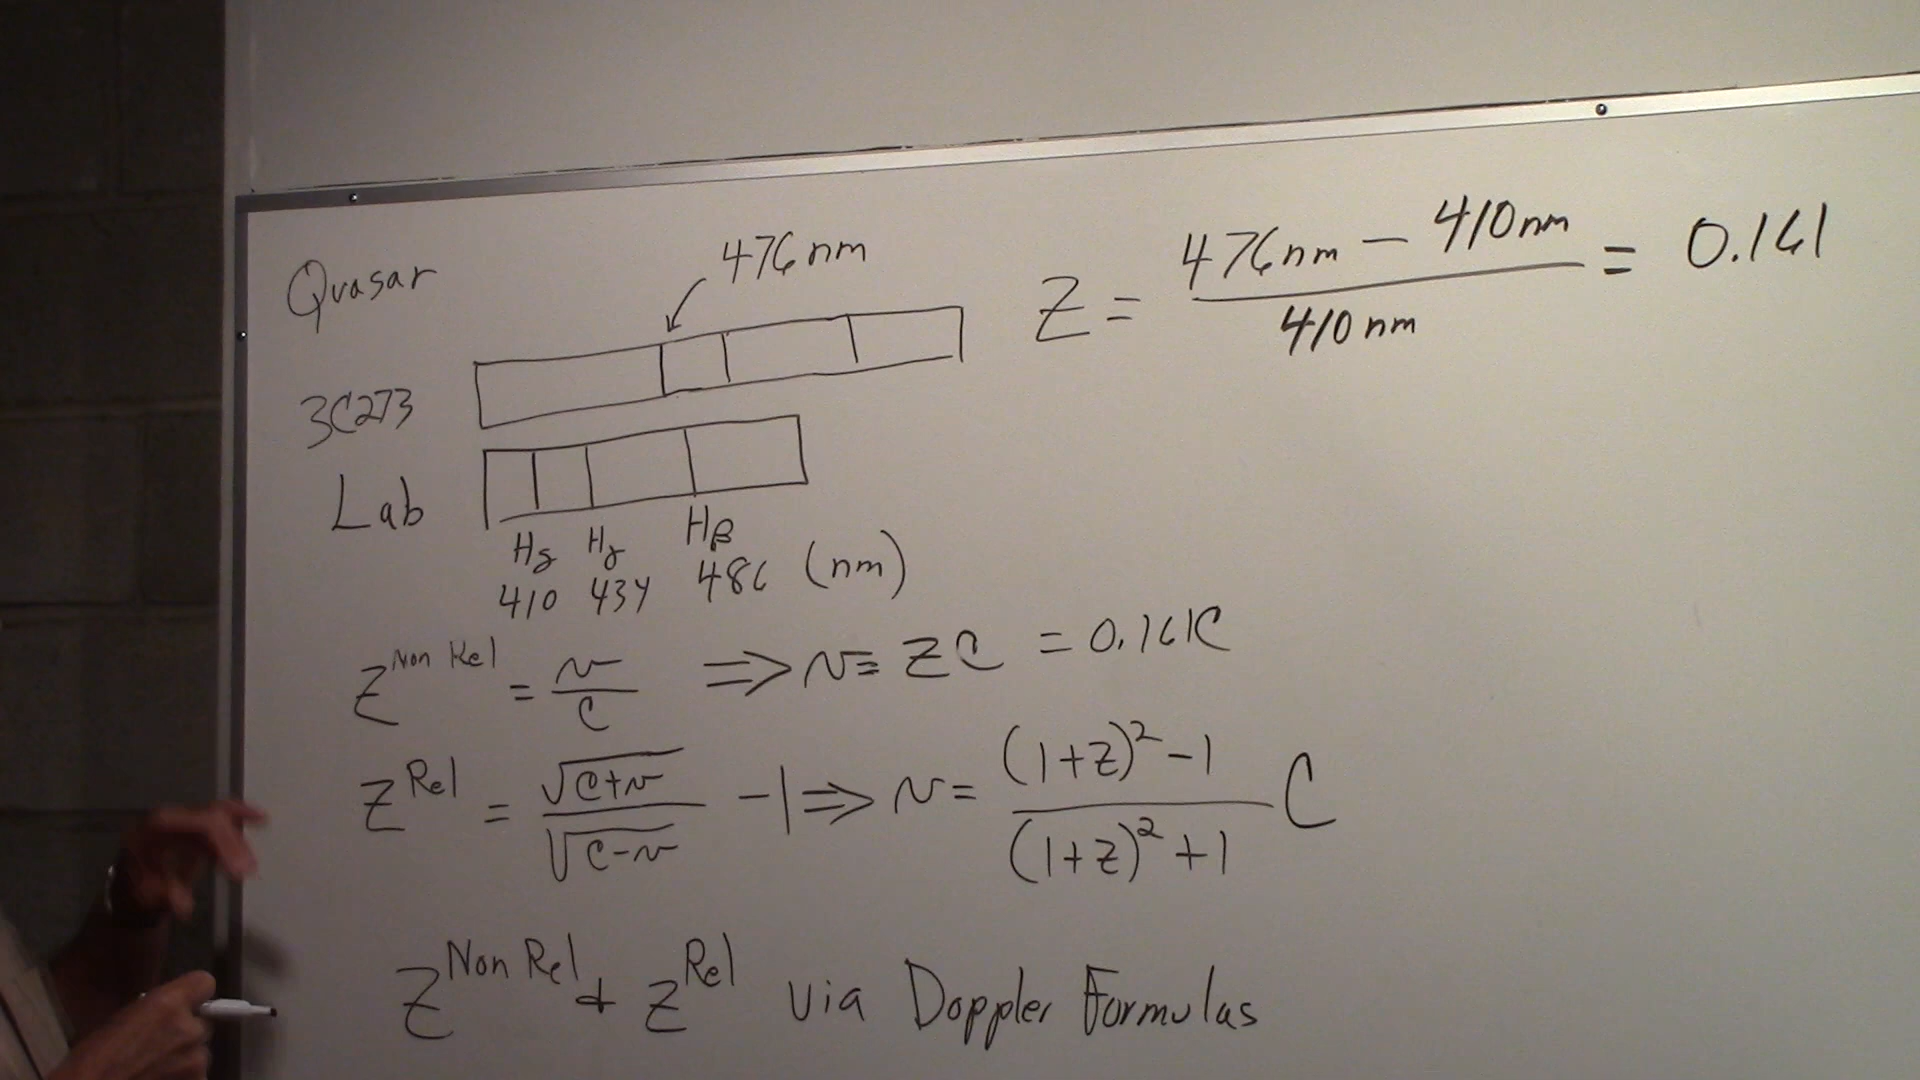 Quasar
476nm
Z = 476nm − 410nm / 410nm = 0.161
3C273
Lab
Hδ Hγ Hβ
410 434 486 (nm)
Z^Non Rel = v/c ⇒ v = ZC = 0.161C
Z^Rel = √(c+v) / √(c−v) − 1 ⇒ v = (1+z)² − 1 / (1+z)² + 1 C
Z^Non Rel + Z^Rel via Doppler Formulas